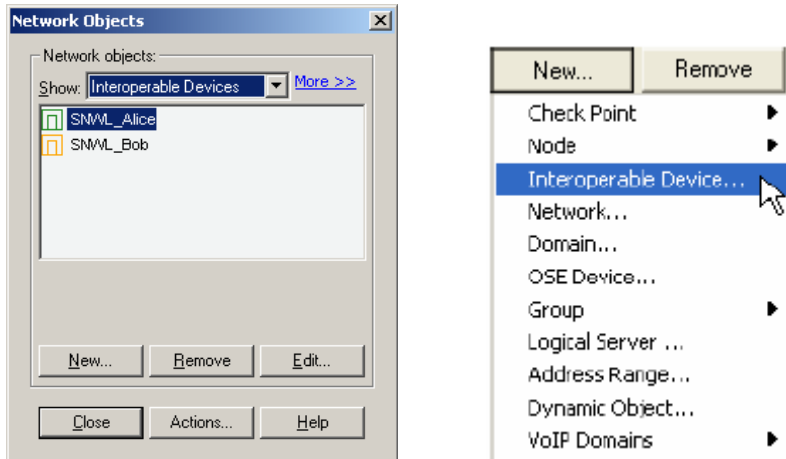 Network Objects
Network objects:
Show: Interoperable Devices More >>
SNWL_Alice
SNWL_Bob
New... Remove Edit...
Close Actions... Help
New... Remove
Check Point
Node
Interoperable Device...
Network...
Domain...
OSE Device...
Group
Logical Server ...
Address Range...
Dynamic Object...
VoIP Domains